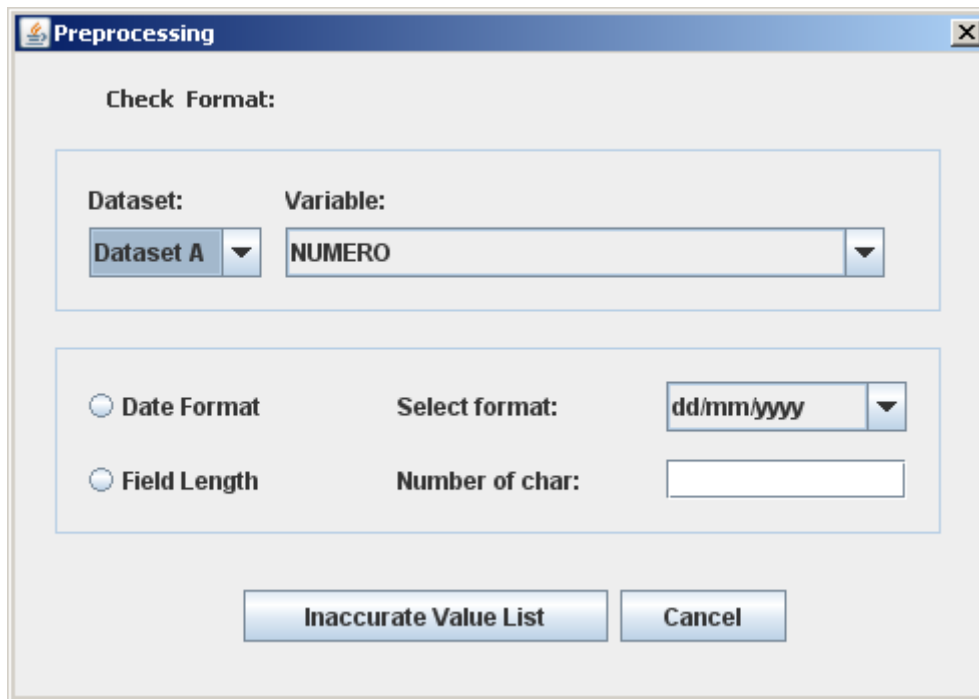 Preprocessing
Check Format:
Dataset: Variable:
Dataset A NUMERO
Date Format Select format: dd/mm/yyyy
Field Length Number of char:
Inaccurate Value List Cancel